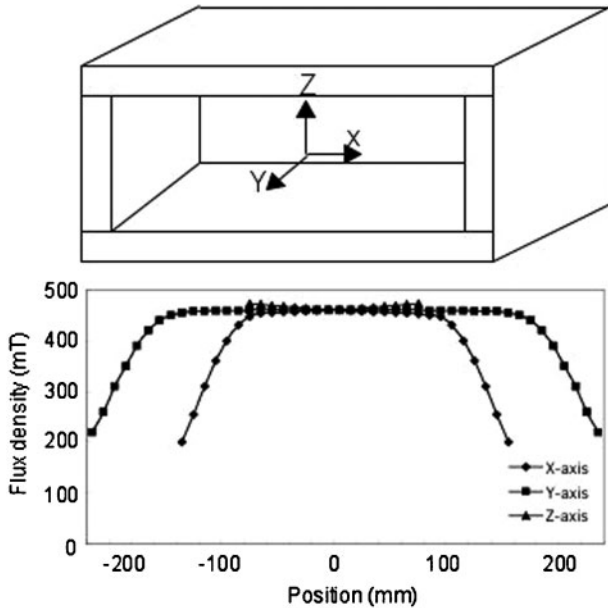 Z
X
Y
500
400
300
200
100
0
Flux density (mT)
X-axis
Y-axis
Z-axis
-200 -100 0 100 200
Position (mm)